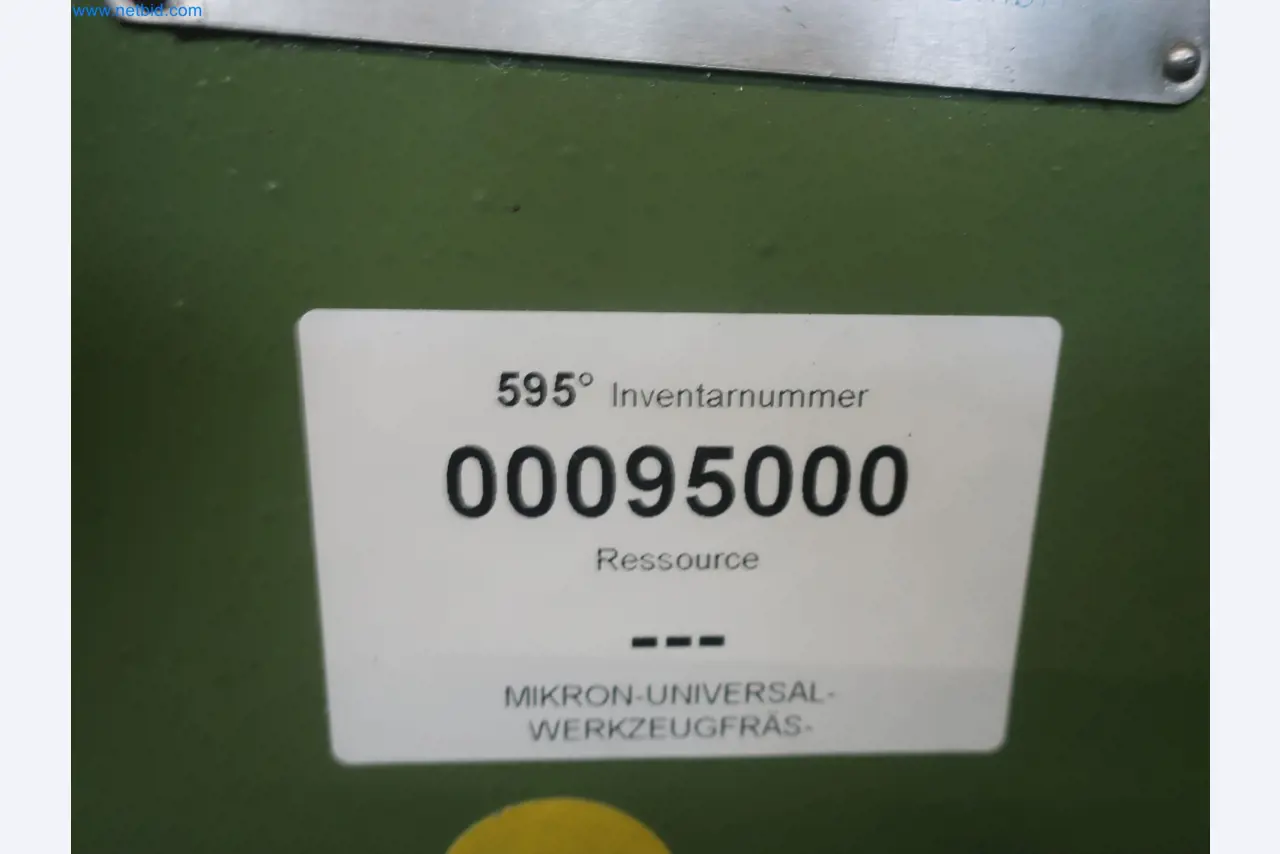 www.netbid.com
595° Inventarnummer
00095000
Ressource
---
MIKRON-UNIVERSAL-
WERKZEUGFRÄS-